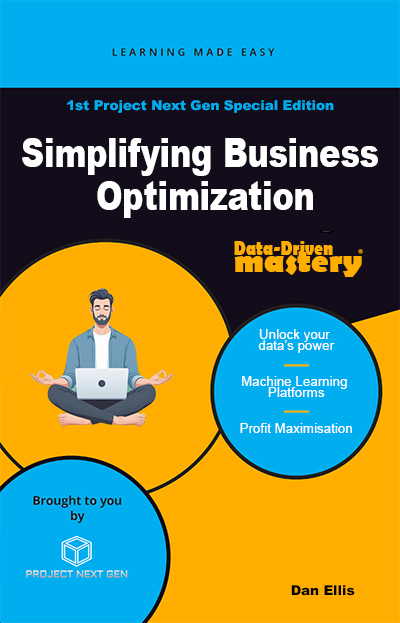 LEARNING MADE EASY
1st Project Next Gen Special Edition
Simplifying Business
Optimization
Data-Driven
mastery®
Unlock your
data's power
Machine Learning
Platforms
Profit Maximisation
Brought to you
by
PROJECT NEXT GEN
Dan Ellis